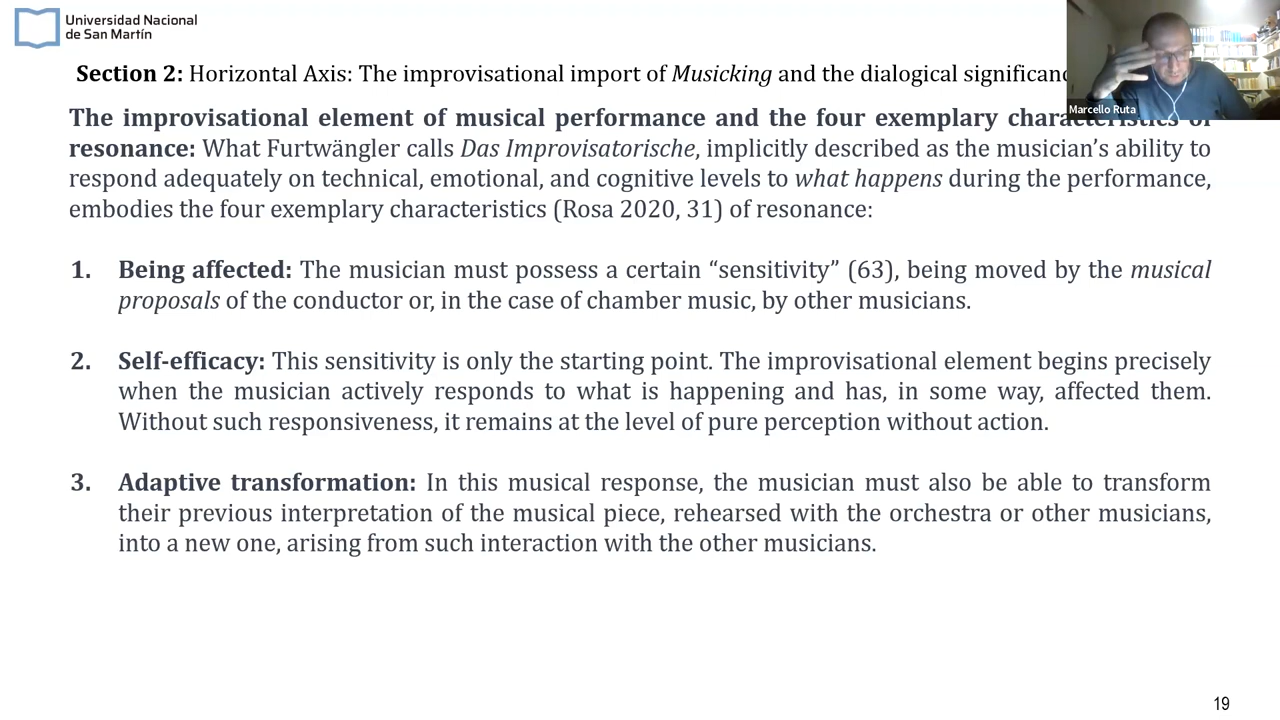 Universidad Nacional
de San Martín
Section 2: Horizontal Axis: The improvisational import of Musicking and the dialogical
Marcello Ruta
The improvisational element of musical performance and the four exemplary characteristics of
resonance: What Furtwängler calls Das Improvisatorische, implicitly described as the musician’s ability to
respond adequately on technical, emotional, and cognitive levels to what happens during the performance,
embodies the four exemplary characteristics (Rosa 2020, 31) of resonance:
1. Being affected: The musician must possess a certain “sensitivity” (63), being moved by the musical
proposals of the conductor or, in the case of chamber music, by other musicians.
2. Self-efficacy: This sensitivity is only the starting point. The improvisational element begins precisely
when the musician actively responds to what is happening and has, in some way, affected them.
Without such responsiveness, it remains at the level of pure perception without action.
3. Adaptive transformation: In this musical response, the musician must also be able to transform
their previous interpretation of the musical piece, rehearsed with the orchestra or other musicians,
into a new one, arising from such interaction with the other musicians.
19